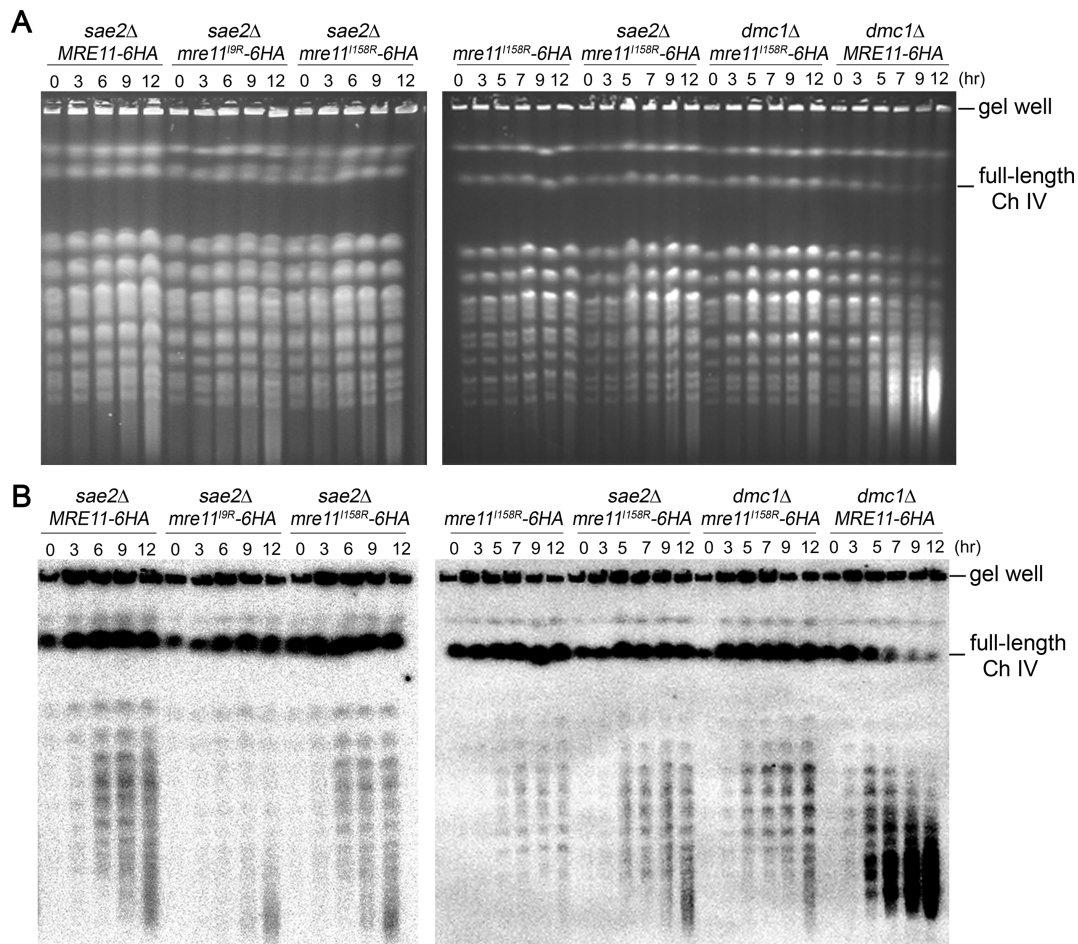 A
sae2Δ sae2Δ sae2Δ sae2Δ dmc1Δ dmc1Δ
MRE11-6HA mre11I9R-6HA mre11I158R-6HA mre11I158R-6HA mre11I158R-6HA mre11I158R-6HA MRE11-6HA
0 3 6 9 12 0 3 6 9 12 0 3 6 9 12 0 3 5 7 9 12 0 3 5 7 9 12 0 3 5 7 9 12 0 3 5 7 9 12 (hr)
gel well
full-length
Ch IV
B
sae2Δ sae2Δ sae2Δ sae2Δ dmc1Δ dmc1Δ
MRE11-6HA mre11I9R-6HA mre11I158R-6HA mre11I158R-6HA mre11I158R-6HA mre11I158R-6HA MRE11-6HA
0 3 6 9 12 0 3 6 9 12 0 3 6 9 12 0 3 5 7 9 12 0 3 5 7 9 12 0 3 5 7 9 12 0 3 5 7 9 12 (hr)
gel well
full-length
Ch IV